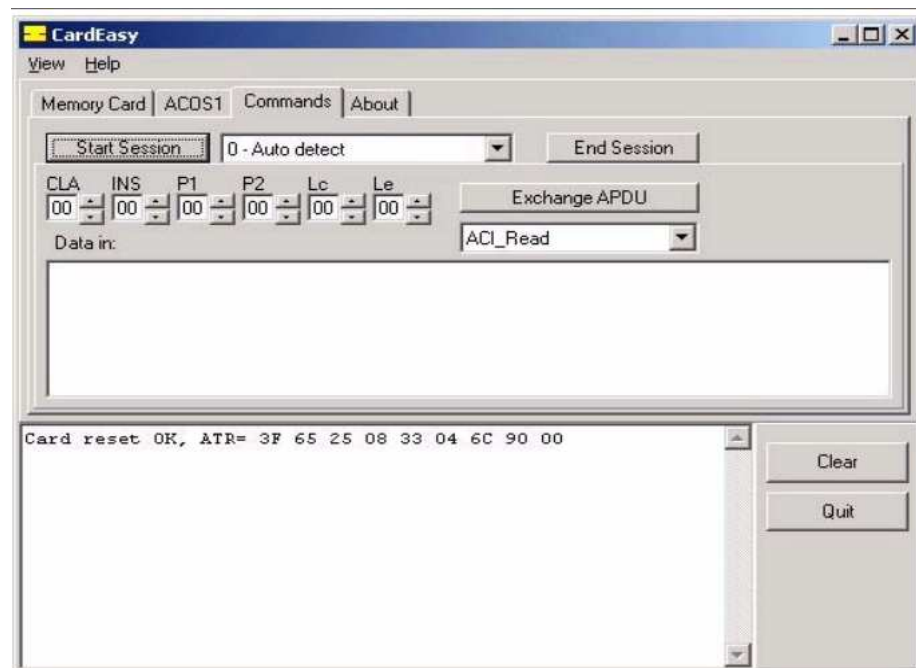 CardEasy
View Help
Memory Card ACOS1 Commands About
Start Session 0 - Auto detect End Session
CLA INS P1 P2 Lc Le
00 00 00 00 00 00 Exchange APDU
Data in: ACI_Read
Card reset OK, ATR= 3F 65 25 08 33 04 6C 90 00
Clear
Quit